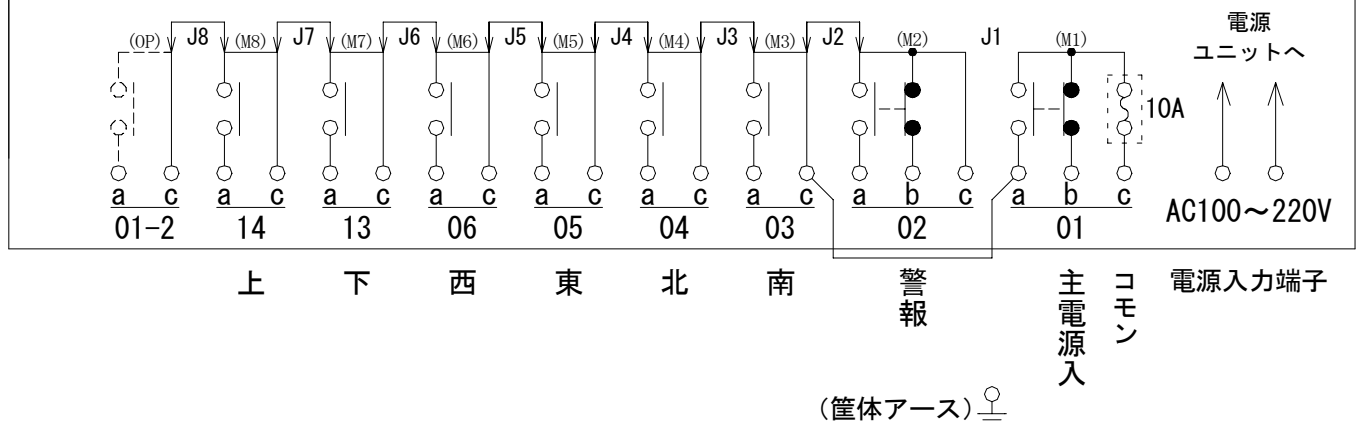 電源
ユニットへ
(OP) J8 (M8) J7 (M7) J6 (M6) J5 (M5) J4 (M4) J3 (M3) J2 (M2) J1 (M1)
10A
a c a c a c a c a c a c a c a b c a b c
01-2 14 13 06 05 04 03 02 01 AC100～220V
上 下 西 東 北 南 警報 主電源入 コモン 電源入力端子
(筐体アース)